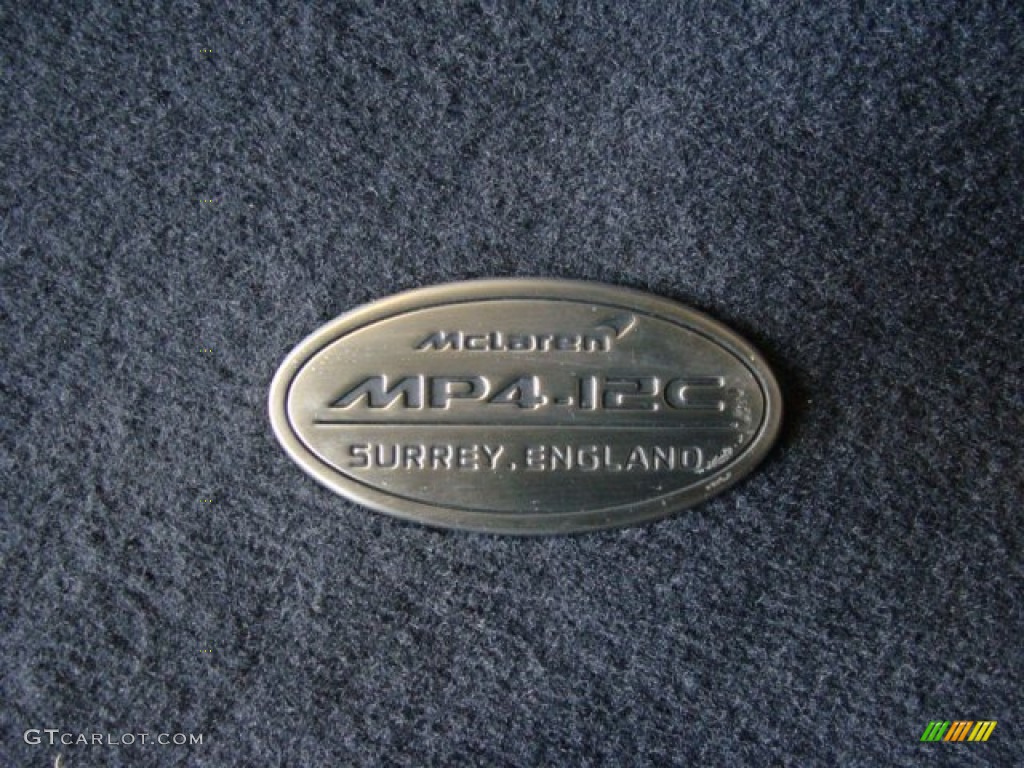 McLaren
MP4-12C
SURREY. ENGLAND
GTCARLOT.COM